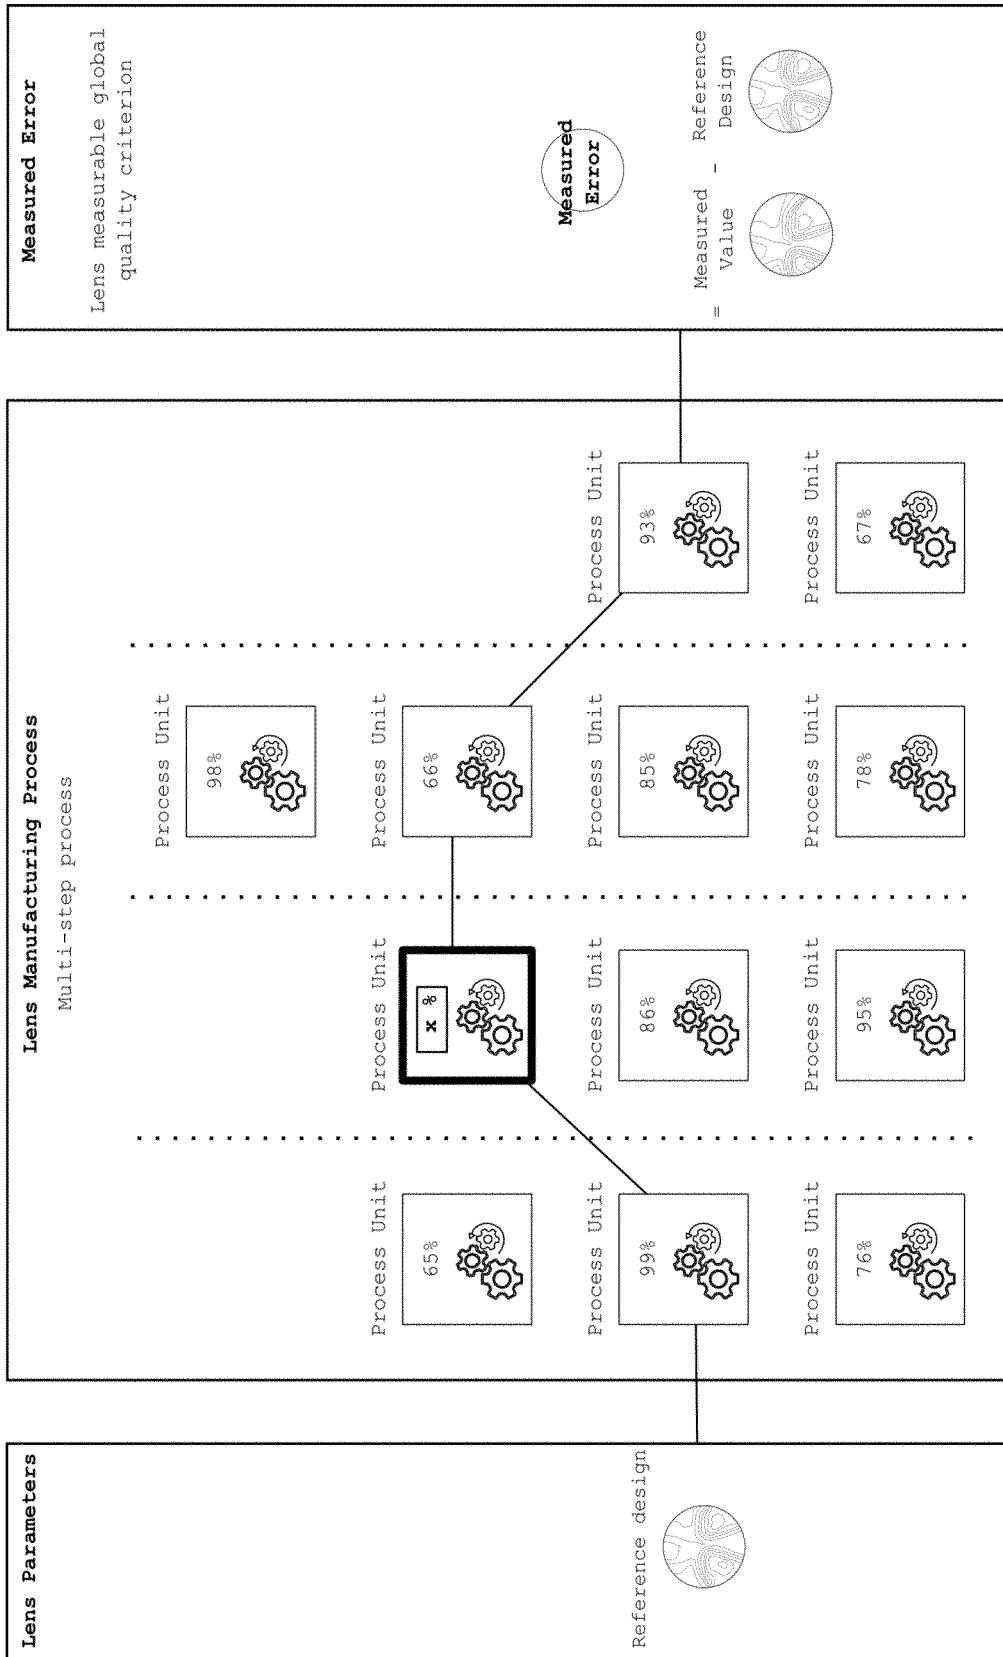 Lens Parameters
Reference design
Lens Manufacturing Process
Multi-step process
Process Unit
65%
Process Unit
99%
Process Unit
76%
Process Unit
x %
Process Unit
86%
Process Unit
95%
Process Unit
98%
Process Unit
66%
Process Unit
85%
Process Unit
78%
Process Unit
93%
Process Unit
67%
Measured Error
Lens measurable global
quality criterion
Measured
Error
= Measured - Reference
Value Design